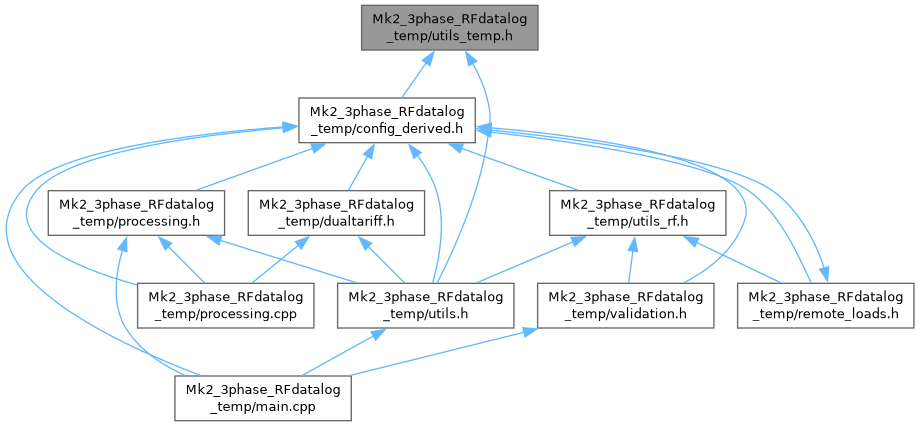 Mk2_3phase_RFdatalog
_temp/utils_temp.h
Mk2_3phase_RFdatalog
_temp/config_derived.h
Mk2_3phase_RFdatalog
_temp/processing.h
Mk2_3phase_RFdatalog
_temp/dualtariff.h
Mk2_3phase_RFdatalog
_temp/utils_rf.h
Mk2_3phase_RFdatalog
_temp/processing.cpp
Mk2_3phase_RFdatalog
_temp/utils.h
Mk2_3phase_RFdatalog
_temp/validation.h
Mk2_3phase_RFdatalog
_temp/remote_loads.h
Mk2_3phase_RFdatalog
_temp/main.cpp